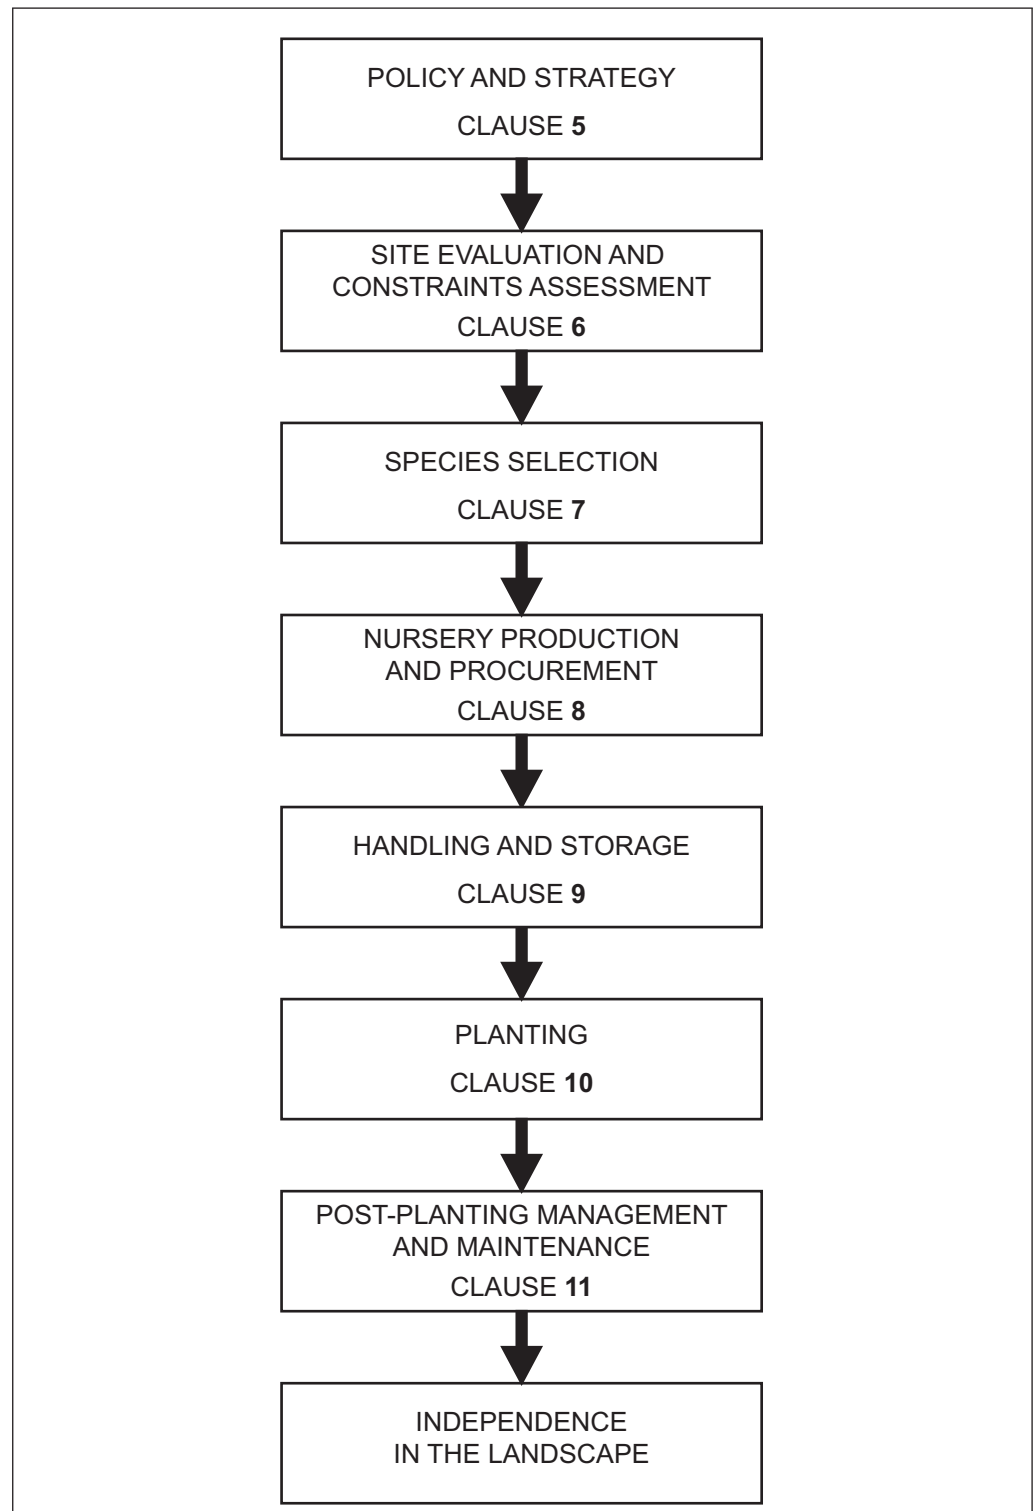 POLICY AND STRATEGY
CLAUSE 5
SITE EVALUATION AND
CONSTRAINTS ASSESSMENT
CLAUSE 6
SPECIES SELECTION
CLAUSE 7
NURSERY PRODUCTION
AND PROCUREMENT
CLAUSE 8
HANDLING AND STORAGE
CLAUSE 9
PLANTING
CLAUSE 10
POST-PLANTING MANAGEMENT
AND MAINTENANCE
CLAUSE 11
INDEPENDENCE
IN THE LANDSCAPE